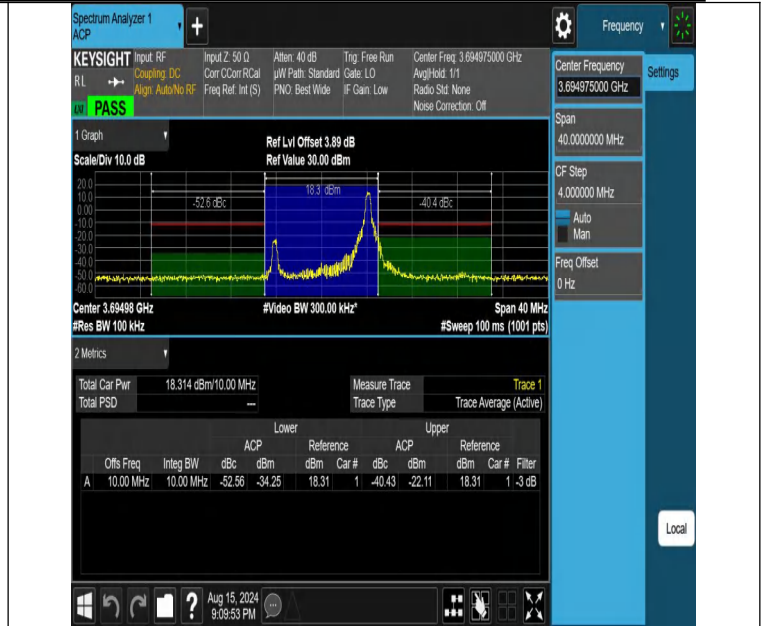 Spectrum Analyzer 1
ACP
+
Frequency
KEYSIGHT
RL
PASS
Input: RF
Coupling: DC
Align: Auto/No RF
Input Z: 50 Ω
Corr CCorr RCal
Freq Ref: Int (S)
Atten: 40 dB
µW Path: Standard
PNO: Best Wide
Trig: Free Run
Gate: LO
IF Gain: Low
Center Freq: 3.694975000 GHz
Avg|Hold: 1/1
Radio Std: None
Noise Correction: Off
Center Frequency
3.694975000 GHz
Settings
Span
40.0000000 MHz
CF Step
4.000000 MHz
Auto
Man
Freq Offset
0 Hz
1 Graph
Scale/Div 10.0 dB
Ref Lvl Offset 3.89 dB
Ref Value 30.00 dBm
20.0
10.0
0.00
-10.0
-20.0
-30.0
-40.0
-50.0
-60.0
-52.6 dBc
18.3 dBm
-40.4 dBc
Center 3.69498 GHz
#Video BW 300.00 kHz*
Span 40 MHz
#Res BW 100 kHz
#Sweep 100 ms (1001 pts)
2 Metrics
Total Car Pwr 18.314 dBm/10.00 MHz
Total PSD ---
Measure Trace Trace 1
Trace Type Trace Average (Active)
Lower Upper
ACP Reference ACP Reference
Offs Freq Integ BW dBc dBm dBm Car # dBc dBm dBm Car # Filter
A 10.00 MHz 10.00 MHz -52.56 -34.25 18.31 1 -40.43 -22.11 18.31 1 -3 dB
Local
?
Aug 15, 2024
9:09:53 PM